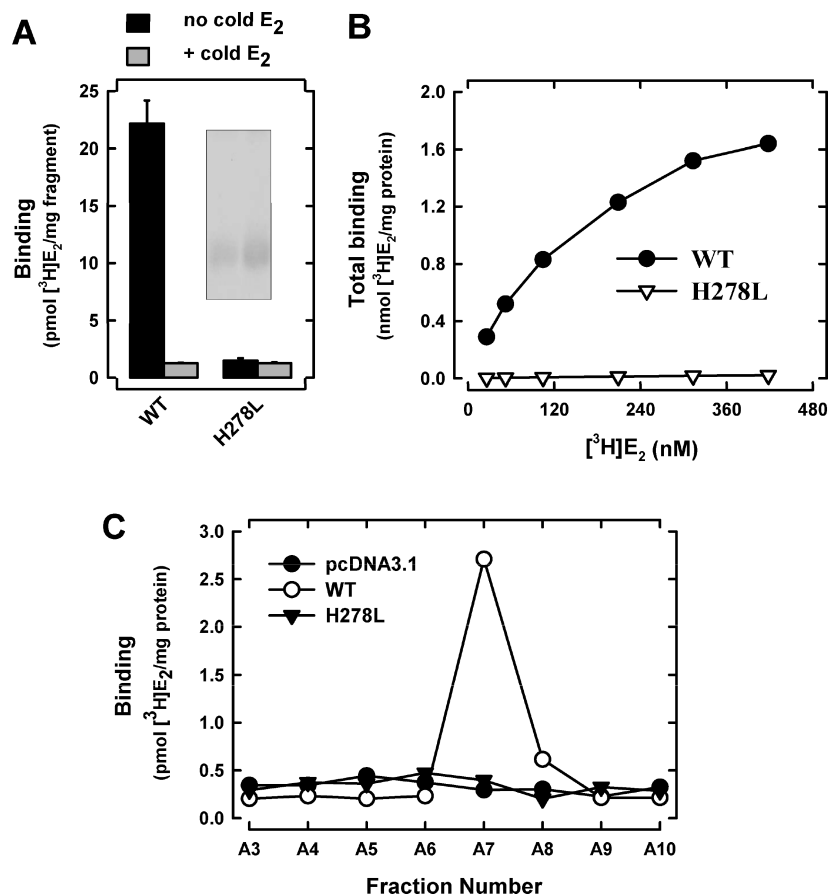 A
no cold E₂
+ cold E₂
Binding
(pmol [³H]E₂/mg fragment)
25
20
15
10
5
0
WT
H278L
B
Total binding
(nmol [³H]E₂/mg protein)
2.0
1.6
1.2
0.8
0.4
0.0
WT
H278L
0 120 240 360 480
[³H]E₂ (nM)
C
Binding
(pmol [³H]E₂/mg protein)
3.0
2.5
2.0
1.5
1.0
0.5
0.0
pcDNA3.1
WT
H278L
A3 A4 A5 A6 A7 A8 A9 A10
Fraction Number